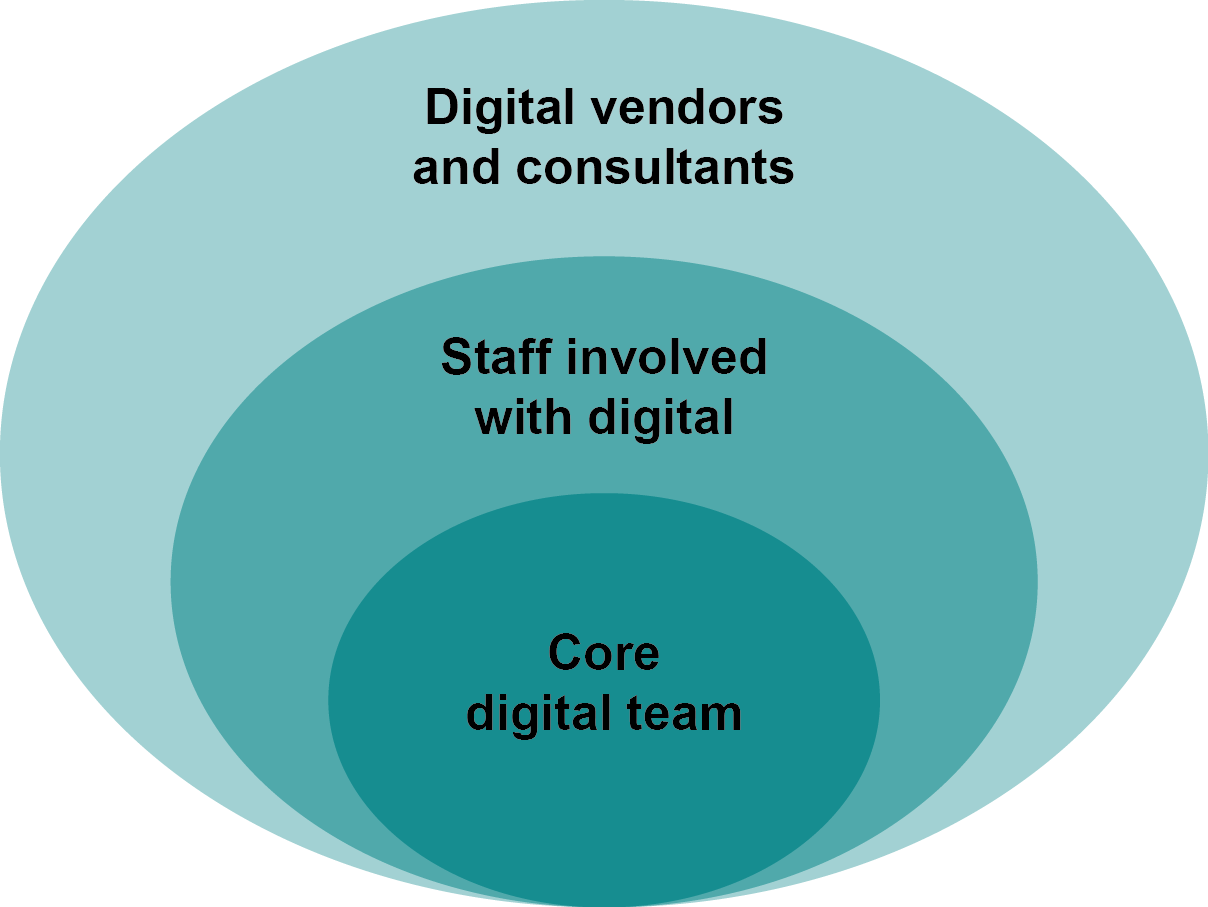 Digital vendors
and consultants
Staff involved
with digital
Core
digital team